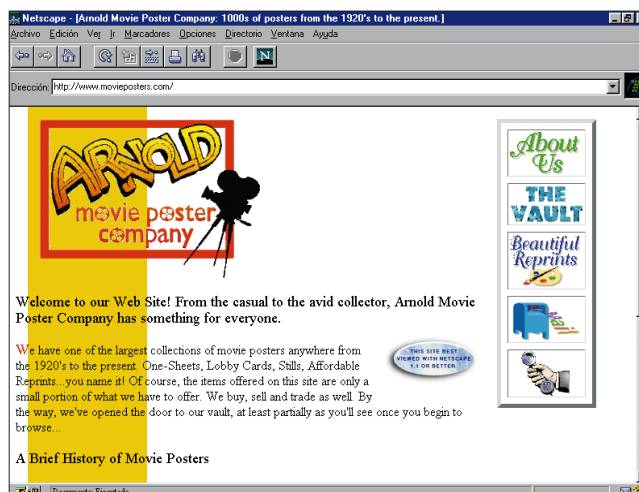 Netscape - [Arnold Movie Poster Company: 1000s of posters from the 1920's to the present.]
Archivo Edición Ver Ir Marcadores Opciones Directorio Ventana Ayuda
N
Dirección: http://www.movieposters.com/
ARNOLD
movie poster
company
About
Us
THE
VAULT
Beautiful
Reprints
Welcome to our Web Site! From the casual to the avid collector, Arnold Movie
Poster Company has something for everyone.
We have one of the largest collections of movie posters anywhere from
the 1920's to the present. One-Sheets, Lobby Cards, Stills, Affordable
Reprints...you name it! Of course, the items offered on this site are only a
small portion of what we have to offer. We buy, sell and trade as well. By
the way, we've opened the door to our vault, at least partially as you'll see once you begin to
browse...
THIS SITE BEST
VIEWED WITH NETSCAPE
1.1 OR BETTER
A Brief History of Movie Posters